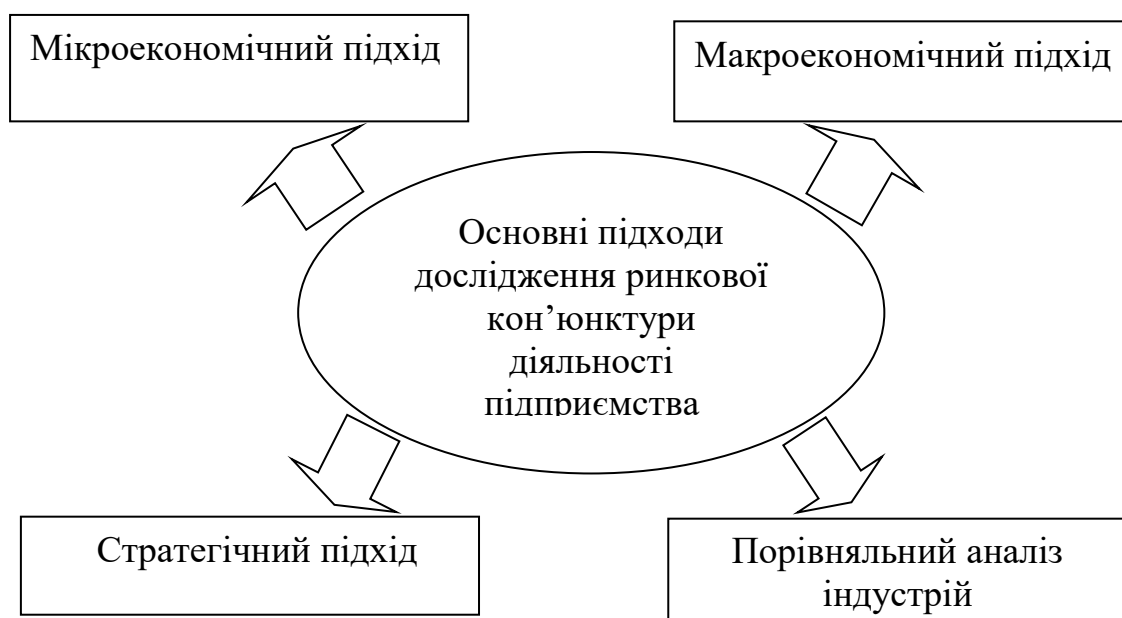 Мікроекономічний підхід
Макроекономічний підхід
Основні підходи
дослідження ринкової
кон’юнктури
діяльності
підприємства
Стратегічний підхід
Порівняльний аналіз
індустрій